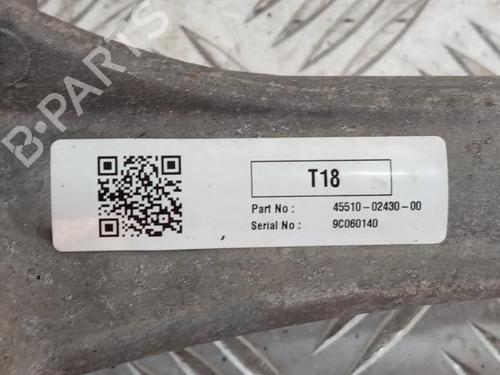 B-PARTS
T18
Part No : 45510-02430-00
Serial No : 9C060140